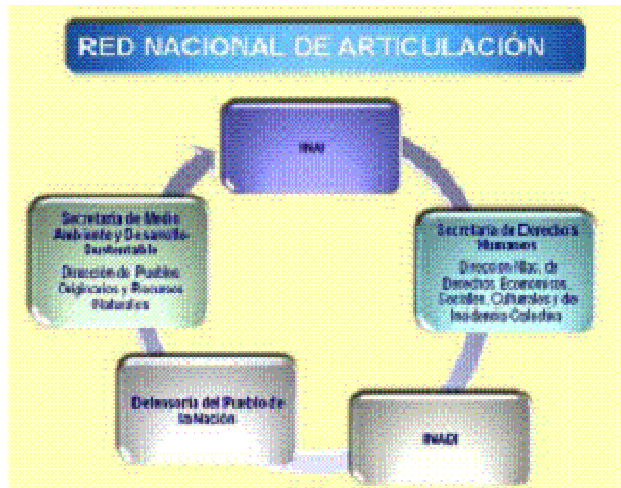 RED NACIONAL DE ARTICULACIÓN
INAI
Secretaría de Derechos
Humanos
Dirección Nac. de
Derechos Económicos,
Sociales, Culturales y de
Incidencia Colectiva
INADI
Defensoría del Pueblo de
la Nación
Secretaría de Medio
Ambiente y Desarrollo
Sustentable
Dirección de Pueblos
Originarios y Recursos
Naturales